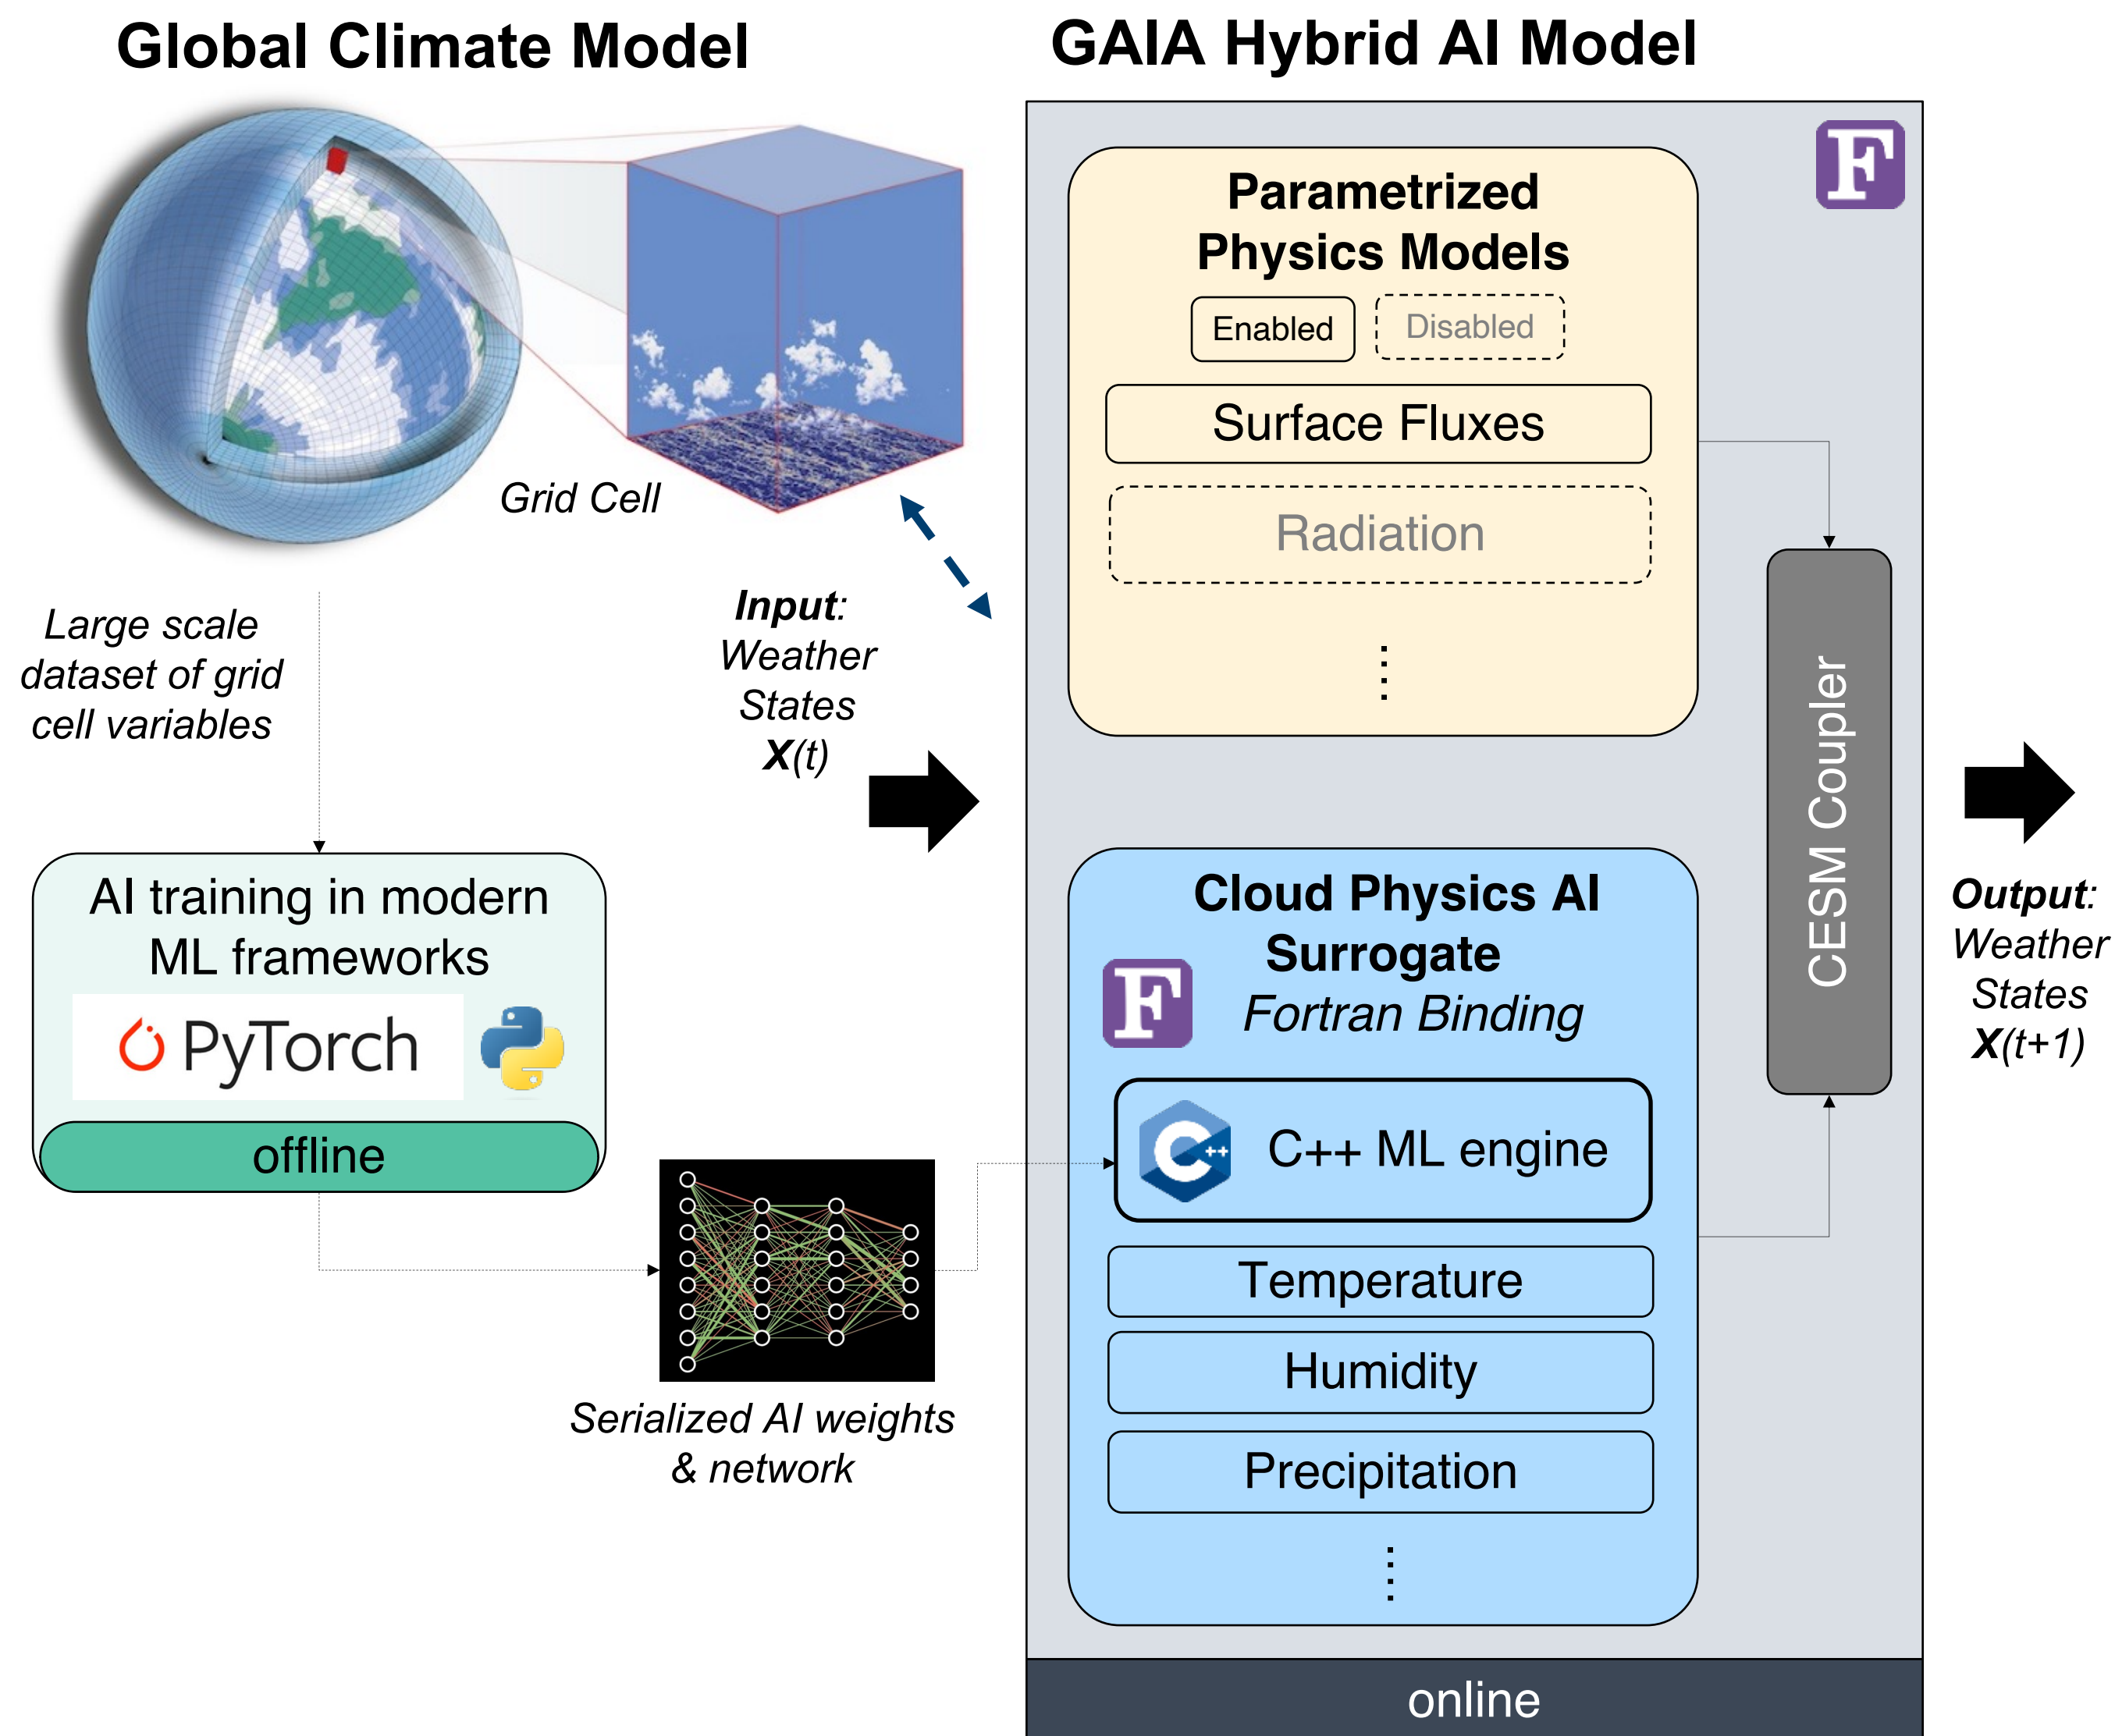 Global Climate Model
GAIA Hybrid AI Model
Grid Cell
Large scale
dataset of grid
cell variables
Input:
Weather
States
X(t)
AI training in modern
ML frameworks
PyTorch
offline
Serialized AI weights
& network
F
Parametrized
Physics Models
Enabled
Disabled
Surface Fluxes
Radiation
Cloud Physics AI
Surrogate
F
Fortran Binding
C++
C++ ML engine
Temperature
Humidity
Precipitation
CESM Coupler
online
Output:
Weather
States
X(t+1)